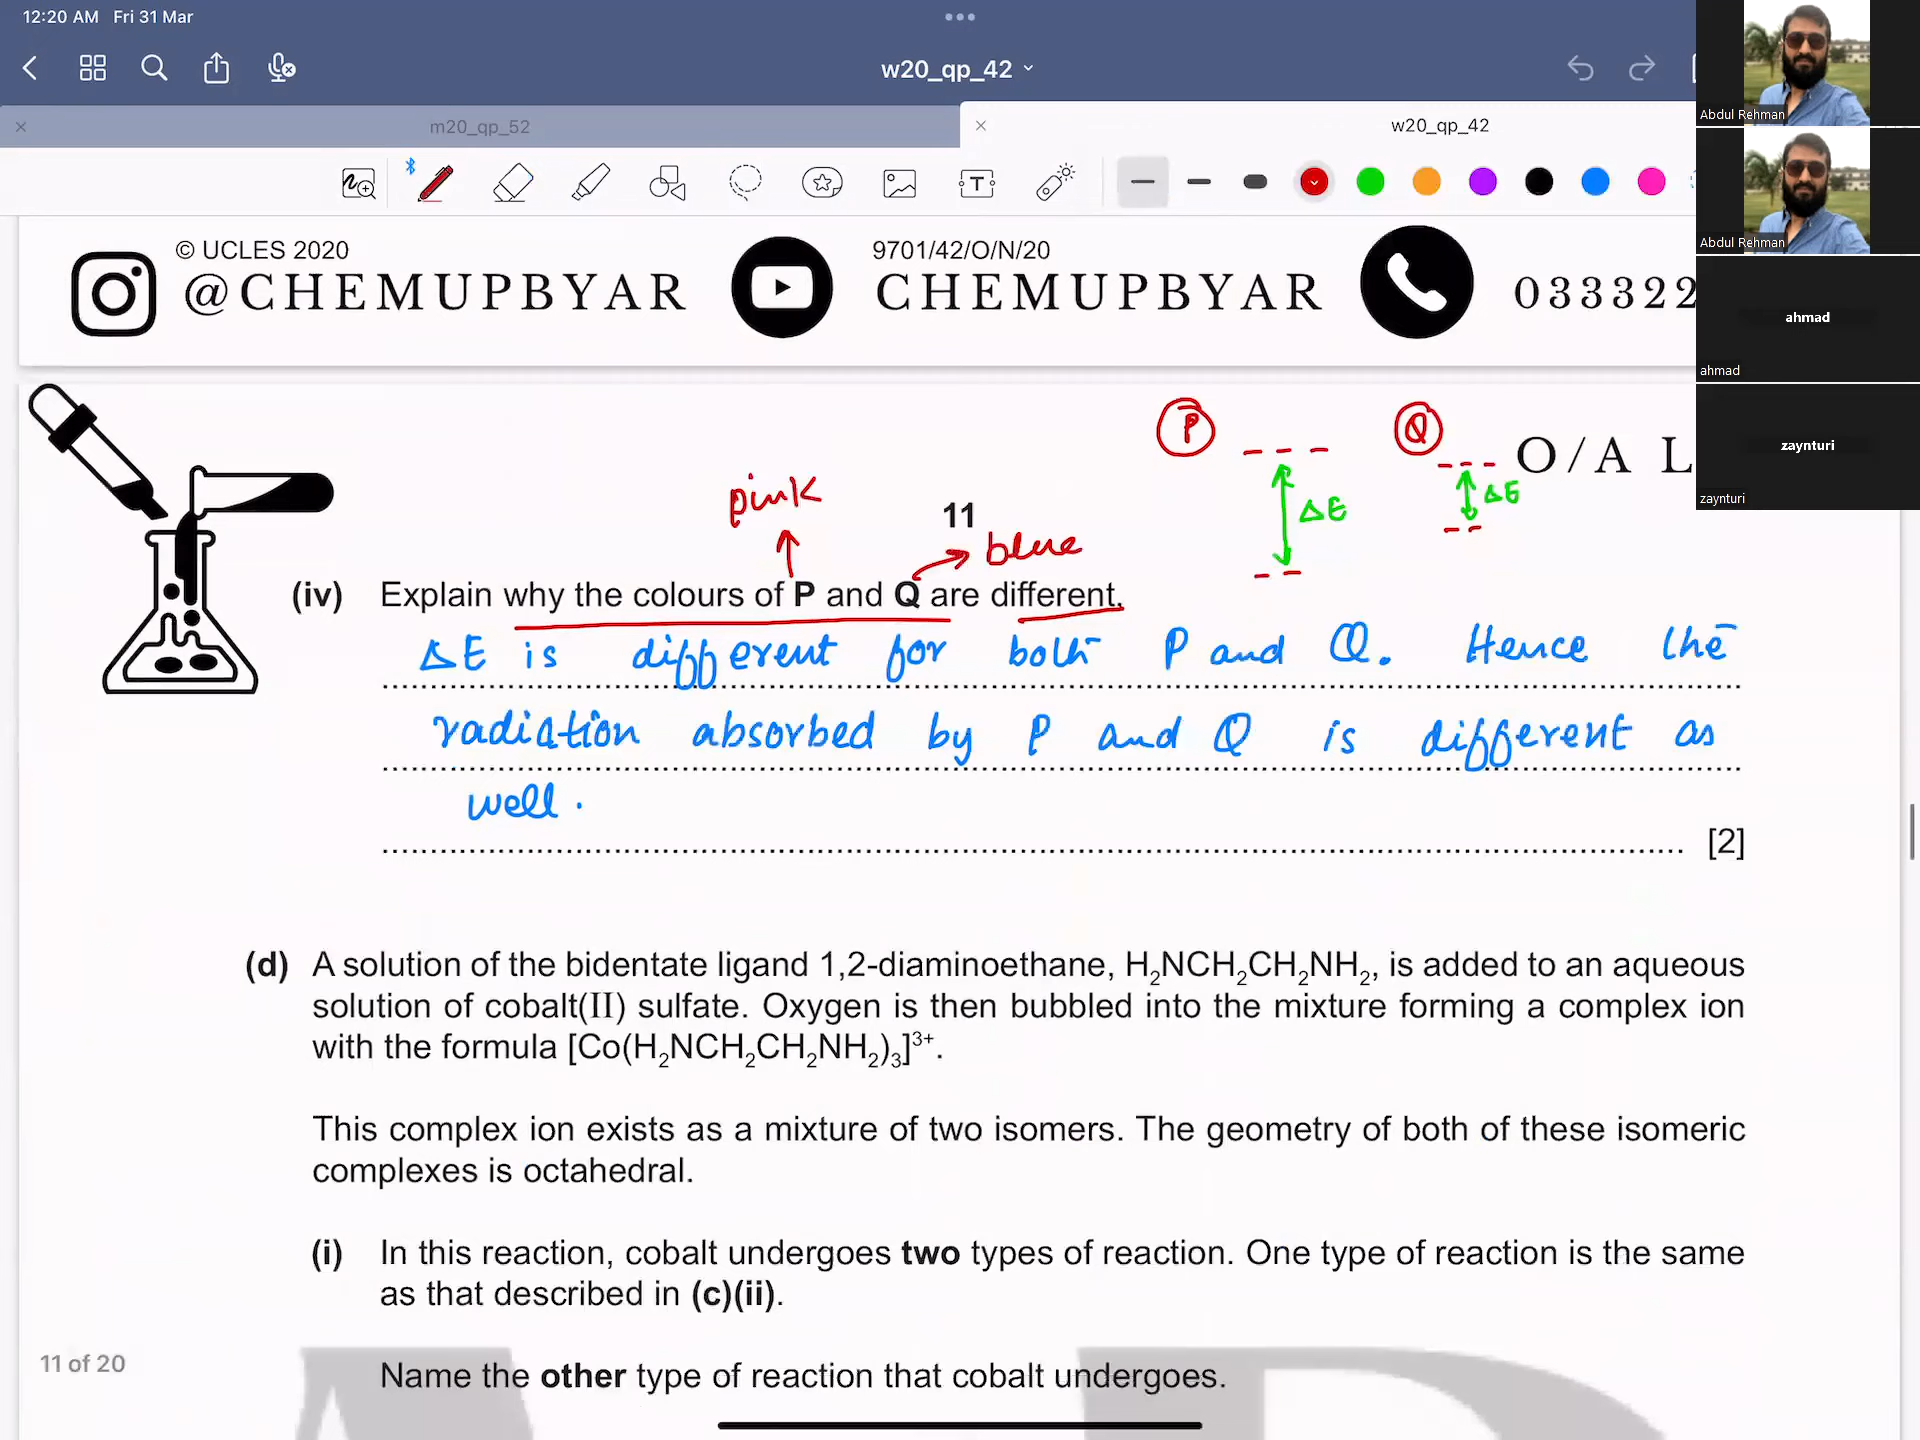 12:20 AM Fri 31 Mar
w20_qp_42
m20_qp_52
w20_qp_42
Abdul Rehman
Abdul Rehman
ahmad
ahmad
zaynturi
zaynturi
© UCLES 2020
9701/42/O/N/20
@CHEMUPBYAR
CHEMUPBYAR
033322
P
Q
O/A L
ΔE
ΔE
pink
11
blue
(iv) Explain why the colours of P and Q are different.
ΔE is different for both P and Q. Hence the
radiation absorbed by P and Q is different as
well.
[2]
(d) A solution of the bidentate ligand 1,2-diaminoethane, H₂NCH₂CH₂NH₂, is added to an aqueous
solution of cobalt(II) sulfate. Oxygen is then bubbled into the mixture forming a complex ion
with the formula [Co(H₂NCH₂CH₂NH₂)₃]³⁺.
This complex ion exists as a mixture of two isomers. The geometry of both of these isomeric
complexes is octahedral.
(i) In this reaction, cobalt undergoes two types of reaction. One type of reaction is the same
as that described in (c)(ii).
Name the other type of reaction that cobalt undergoes.
11 of 20